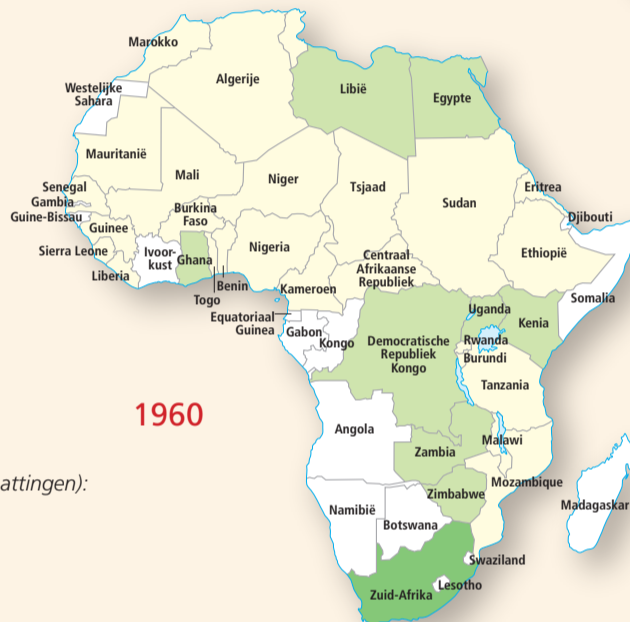 Marokko
Algerije
Libië
Egypte
Westelijke
Sahara
Mauritanië
Mali
Niger
Tsjaad
Sudan
Eritrea
Senegal
Gambia
Guine-Bissau
Guinee
Burkina
Faso
Djibouti
Sierra Leone
Ivoor-
kust
Ghana
Nigeria
Centraal
Afrikaanse
Republiek
Ethiopië
Liberia
Togo
Benin
Kameroen
Somalia
Equatoriaal
Guinea
Gabon
Kongo
Democratische
Republiek
Kongo
Uganda
Kenia
Rwanda
Burundi
Tanzania
1960
Angola
Zambia
Malawi
Mozambique
attingen):
Namibië
Zimbabwe
Botswana
Madagaskar
Swaziland
Lesotho
Zuid-Afrika